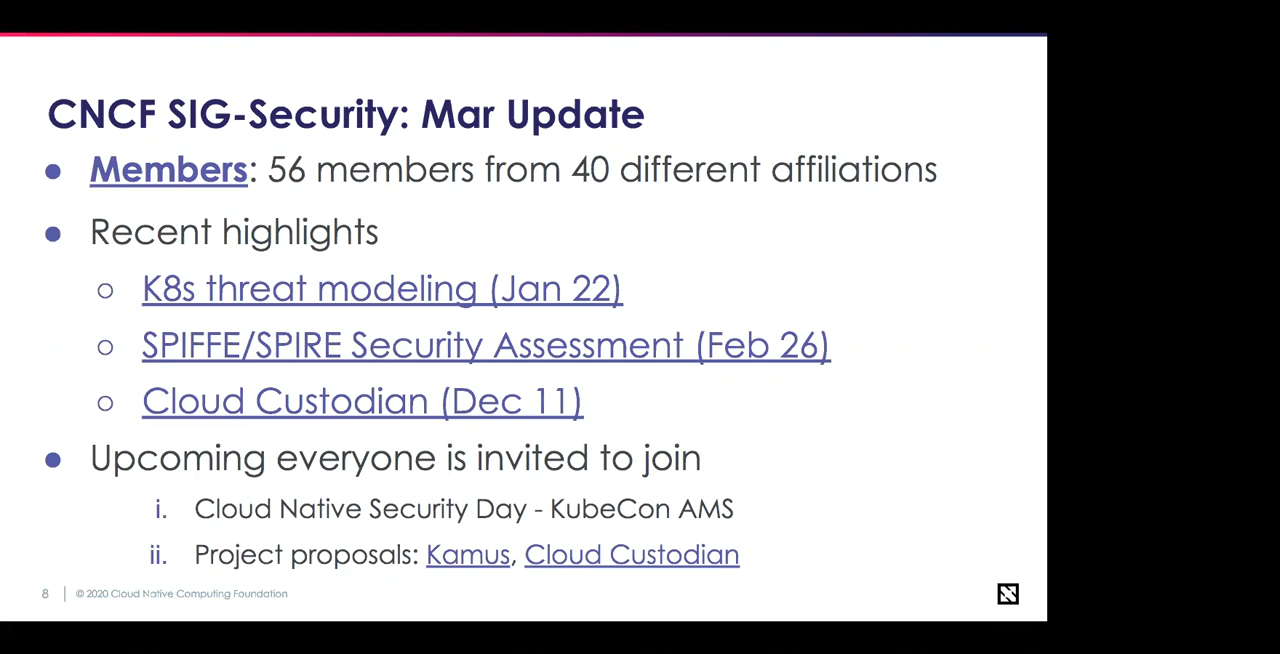 CNCF SIG-Security: Mar Update
● Members: 56 members from 40 different affiliations
● Recent highlights
○ K8s threat modeling (Jan 22)
○ SPIFFE/SPIRE Security Assessment (Feb 26)
○ Cloud Custodian (Dec 11)
● Upcoming everyone is invited to join
i. Cloud Native Security Day - KubeCon AMS
ii. Project proposals: Kamus, Cloud Custodian
8 | © 2020 Cloud Native Computing Foundation